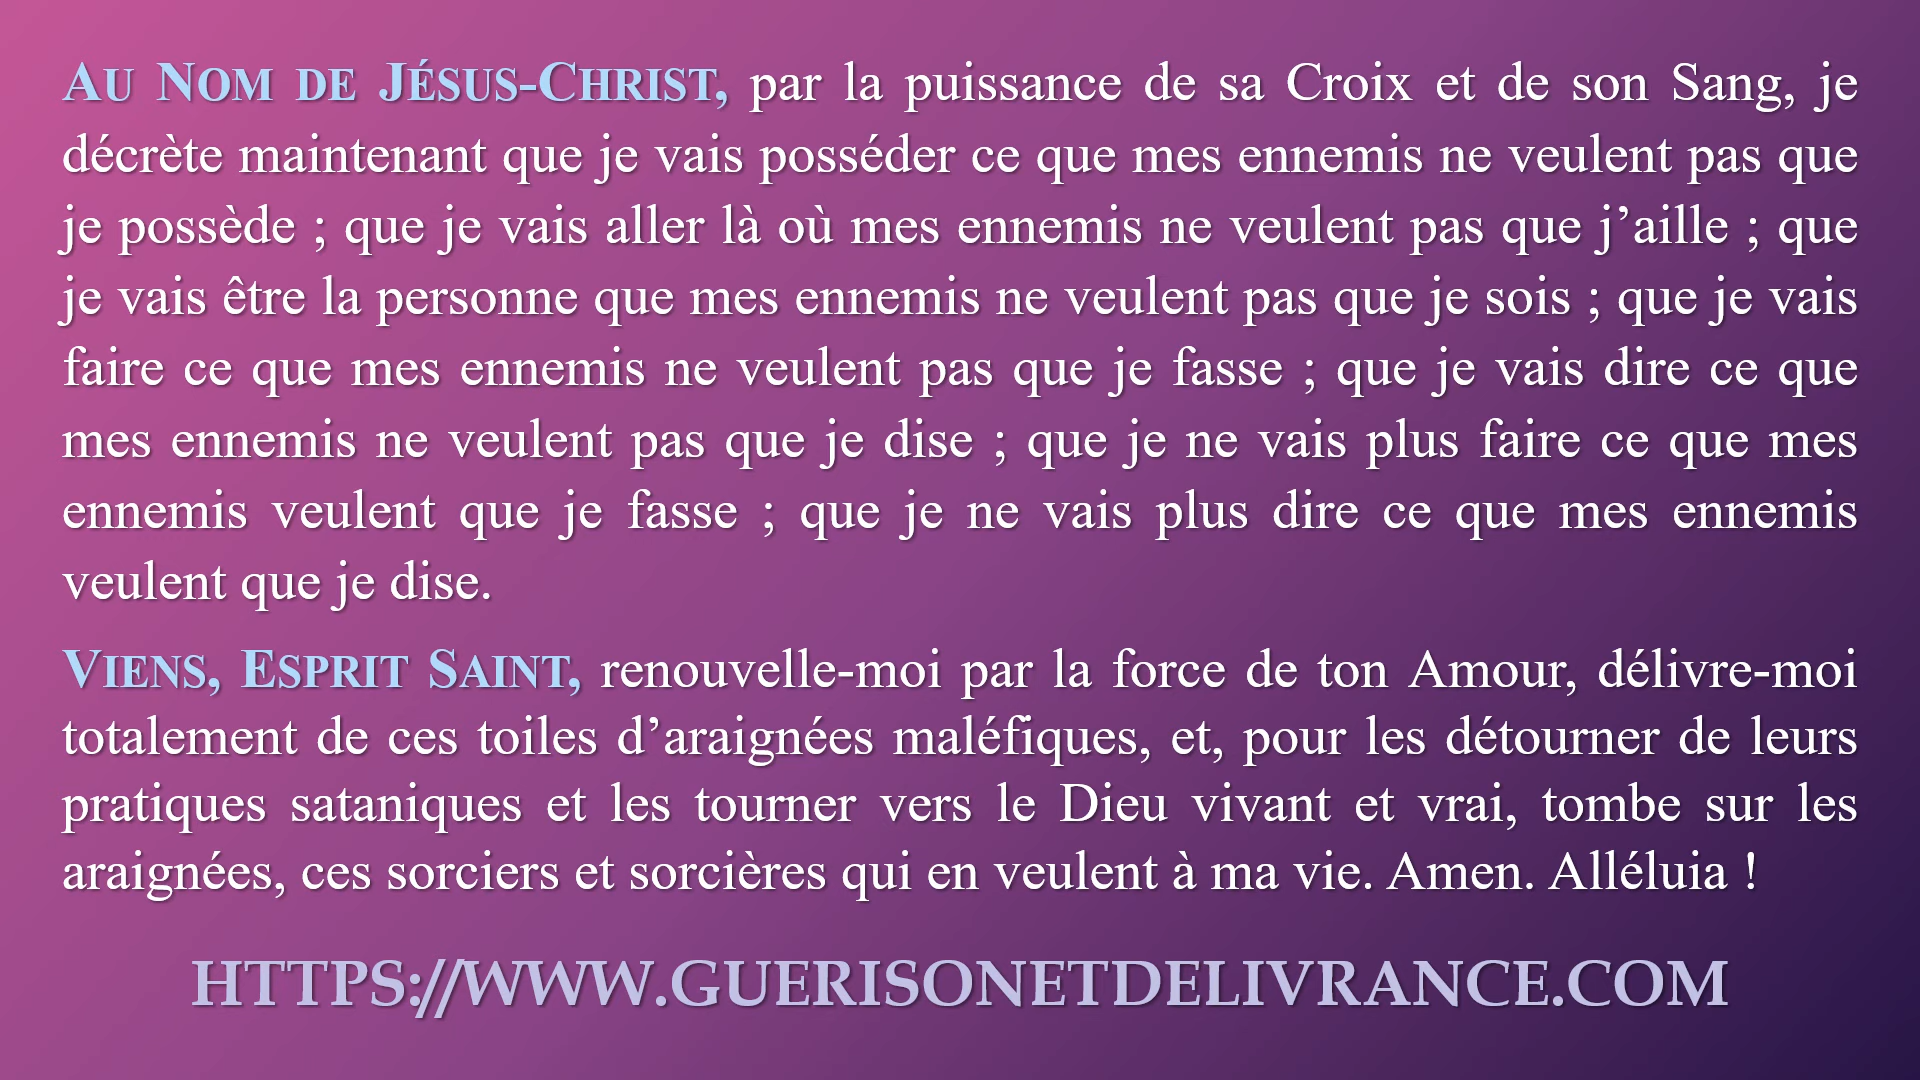 AU NOM DE JÉSUS-CHRIST, par la puissance de sa Croix et de son Sang, je
décrète maintenant que je vais posséder ce que mes ennemis ne veulent pas que
je possède ; que je vais aller là où mes ennemis ne veulent pas que j’aille ; que
je vais être la personne que mes ennemis ne veulent pas que je sois ; que je vais
faire ce que mes ennemis ne veulent pas que je fasse ; que je vais dire ce que
mes ennemis ne veulent pas que je dise ; que je ne vais plus faire ce que mes
ennemis veulent que je fasse ; que je ne vais plus dire ce que mes ennemis
veulent que je dise.
VIENS, ESPRIT SAINT, renouvelle-moi par la force de ton Amour, délivre-moi
totalement de ces toiles d’araignées maléfiques, et, pour les détourner de leurs
pratiques sataniques et les tourner vers le Dieu vivant et vrai, tombe sur les
araignées, ces sorciers et sorcières qui en veulent à ma vie. Amen. Alléluia !
HTTPS://WWW.GUERISONETDELIVRANCE.COM